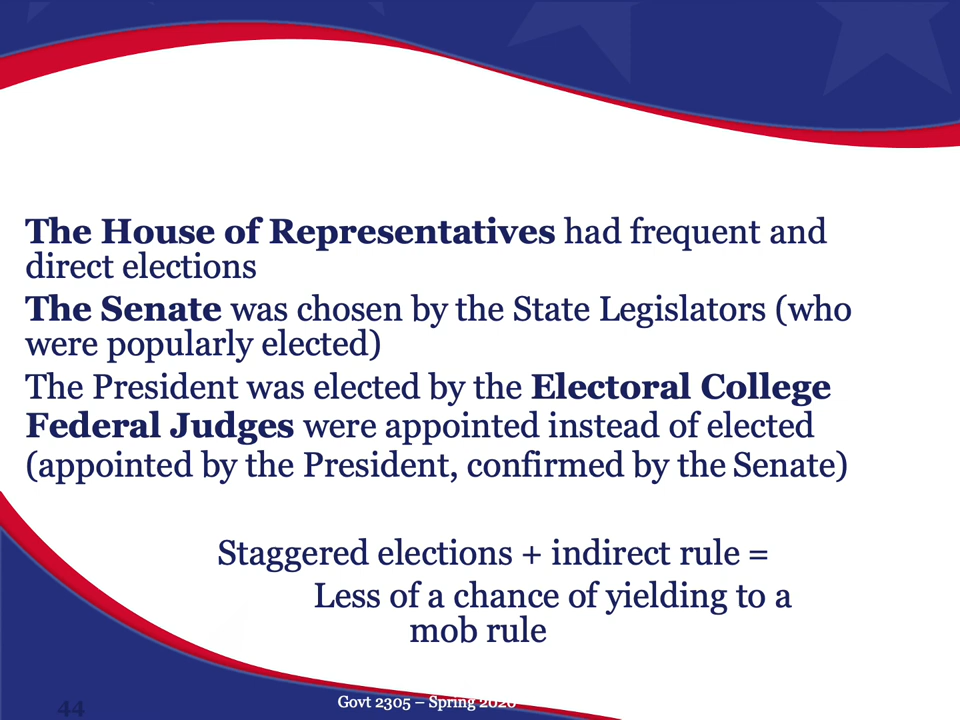 The House of Representatives had frequent and
direct elections
The Senate was chosen by the State Legislators (who
were popularly elected)
The President was elected by the Electoral College
Federal Judges were appointed instead of elected
(appointed by the President, confirmed by the Senate)
Staggered elections + indirect rule =
Less of a chance of yielding to a
mob rule
44
Govt 2305 – Spring 2020